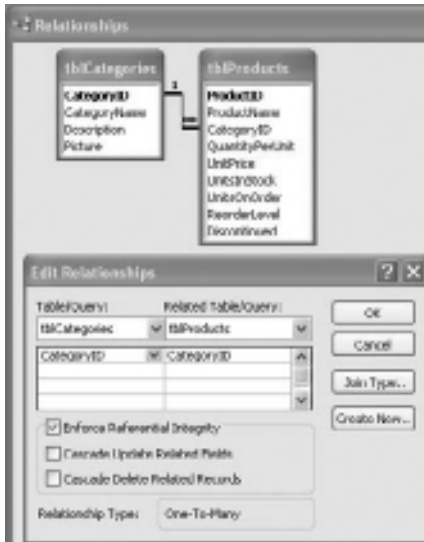 Relationships
tblCategories
CategoryID
CategoryName
Description
Picture
1
∞
tblProducts
ProductID
ProductName
CategoryID
QuantityPerUnit
UnitPrice
UnitsInStock
UnitsOnOrder
ReorderLevel
Discontinued
Edit Relationships
Table/Query: Related Table/Query:
tblCategories tblProducts
CategoryID CategoryID
Enforce Referential Integrity
Cascade Update Related Fields
Cascade Delete Related Records
Relationship Type: One-To-Many
OK
Cancel
Join Type..
Create New..